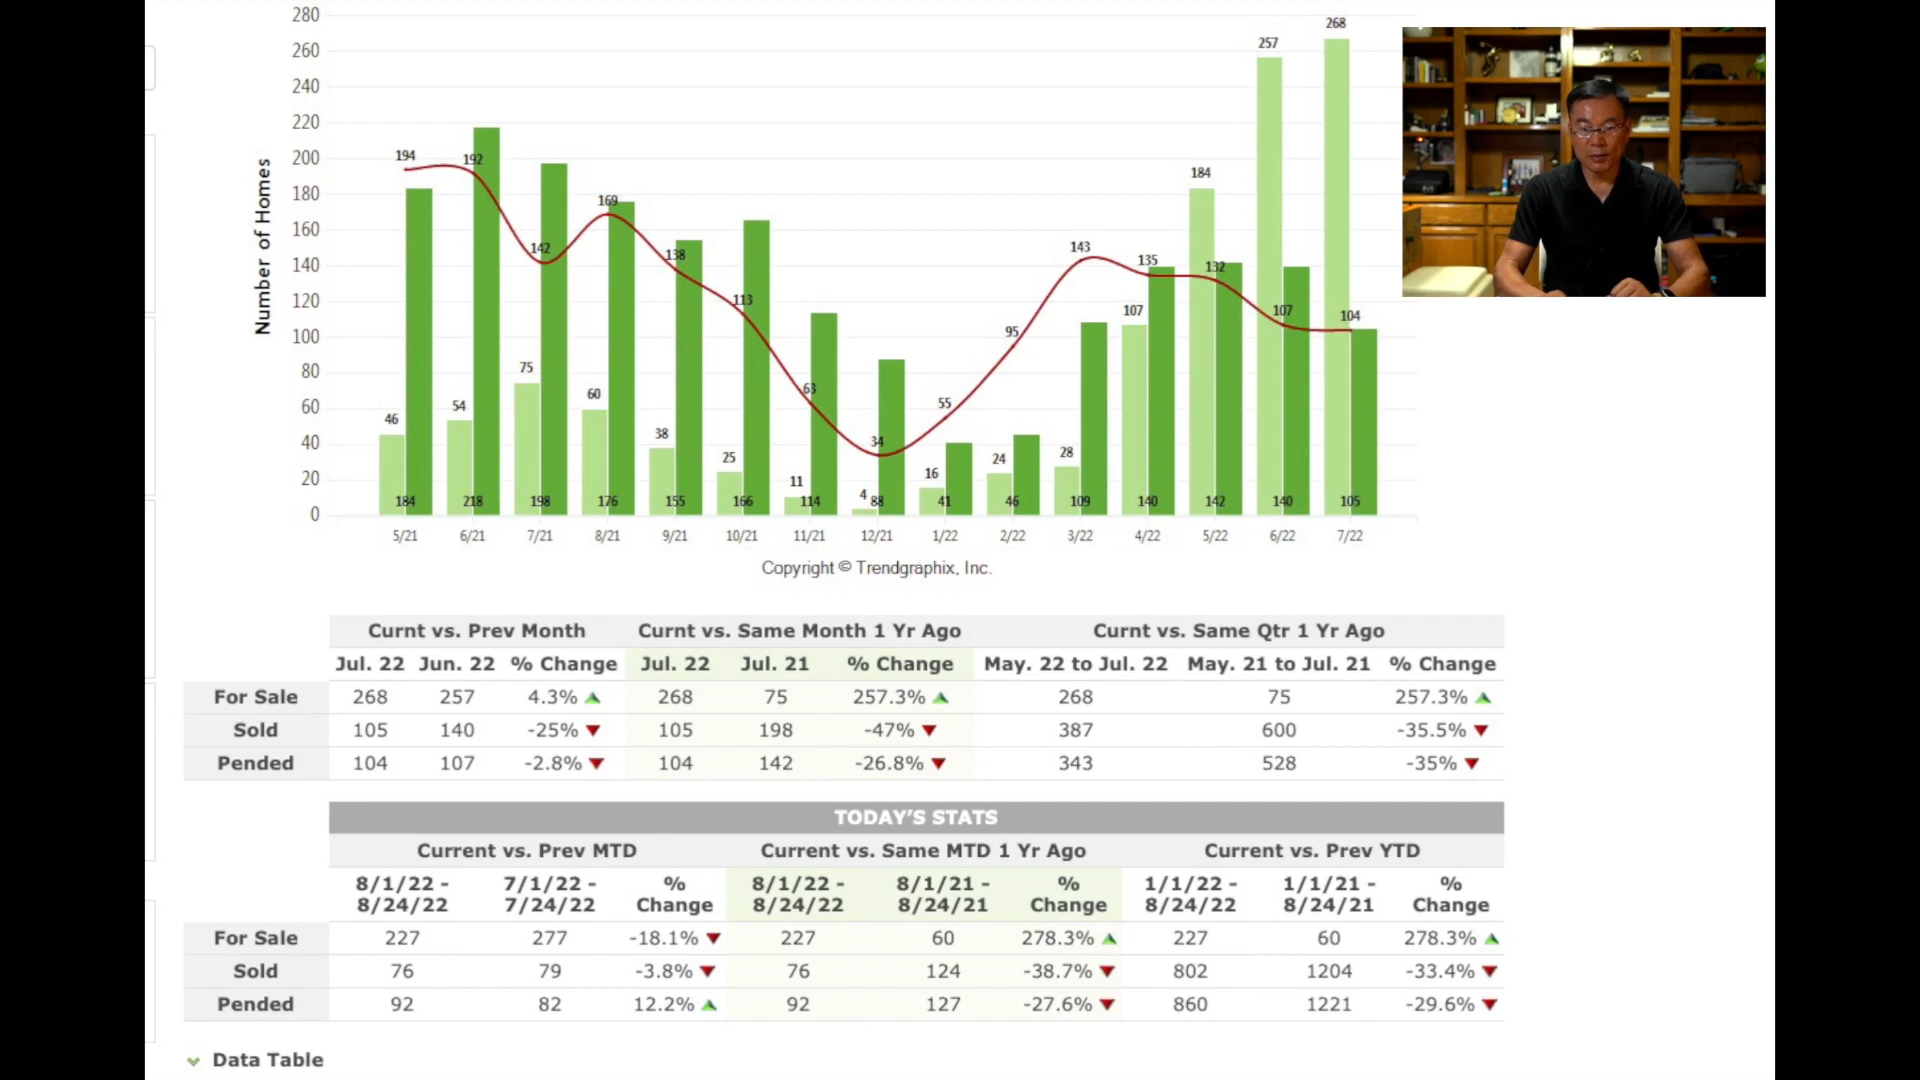 280
260
240
220
200
180
160
140
120
100
80
60
40
20
0
Number of Homes
194 192 142 169 138 113 63 34 55 95 143 135 132 107 104
46 54 75 60 38 25 11 4 16 24 28 107 184 257 268
184 218 198 176 155 166 114 88 41 46 109 140 142 140 105
5/21 6/21 7/21 8/21 9/21 10/21 11/21 12/21 1/22 2/22 3/22 4/22 5/22 6/22 7/22
Copyright © Trendgraphix, Inc.
Curnt vs. Prev Month Curnt vs. Same Month 1 Yr Ago Curnt vs. Same Qtr 1 Yr Ago
Jul. 22 Jun. 22 % Change Jul. 22 Jul. 21 % Change May. 22 to Jul. 22 May. 21 to Jul. 21 % Change
For Sale 268 257 4.3% 268 75 257.3% 268 75 257.3%
Sold 105 140 -25% 105 198 -47% 387 600 -35.5%
Pended 104 107 -2.8% 104 142 -26.8% 343 528 -35%
TODAY'S STATS
Current vs. Prev MTD Current vs. Same MTD 1 Yr Ago Current vs. Prev YTD
8/1/22 - 7/1/22 - % 8/1/22 - 8/1/21 - % 1/1/22 - 1/1/21 - %
8/24/22 7/24/22 Change 8/24/22 8/24/21 Change 8/24/22 8/24/21 Change
For Sale 227 277 -18.1% 227 60 278.3% 227 60 278.3%
Sold 76 79 -3.8% 76 124 -38.7% 802 1204 -33.4%
Pended 92 82 12.2% 92 127 -27.6% 860 1221 -29.6%
Data Table